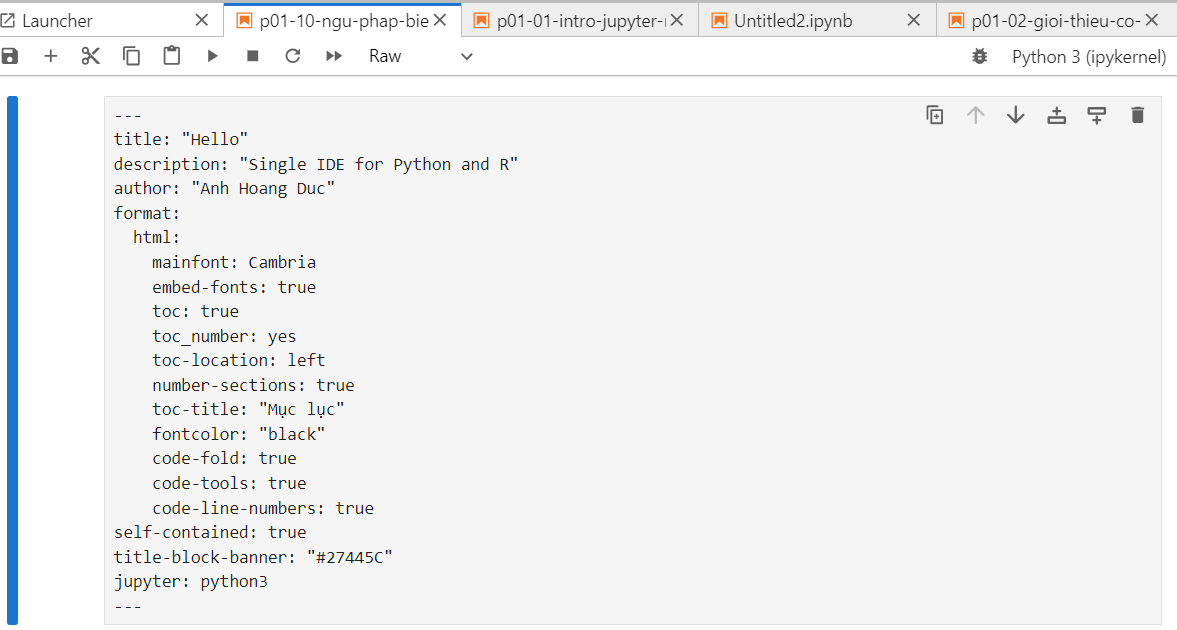 Launcher
p01-10-ngu-phap-bie
p01-01-intro-jupyter-
Untitled2.ipynb
p01-02-gioi-thieu-co-
Raw
Python 3 (ipykernel)
---
title: "Hello"
description: "Single IDE for Python and R"
author: "Anh Hoang Duc"
format:
  html:
    mainfont: Cambria
    embed-fonts: true
    toc: true
    toc_number: yes
    toc-location: left
    number-sections: true
    toc-title: "Mục lục"
    fontcolor: "black"
    code-fold: true
    code-tools: true
    code-line-numbers: true
self-contained: true
title-block-banner: "#27445C"
jupyter: python3
---